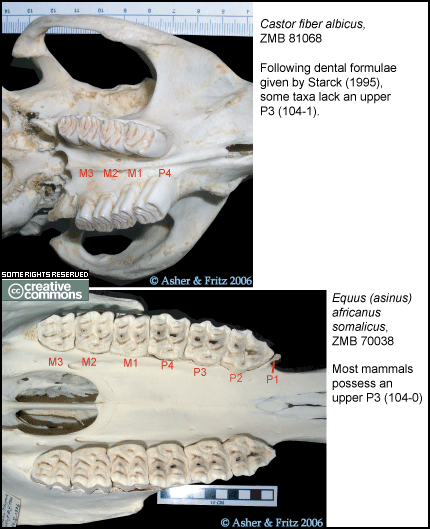 Castor fiber albicus,
ZMB 81068
Following dental formulae
given by Starck (1995),
some taxa lack an upper
P3 (104-1).
M3 M2 M1 P4
© Asher & Fritz 2006
SOME RIGHTS RESERVED
cc creative
commons
Equus (asinus)
africanus
somalicus,
ZMB 70038
Most mammals
possess an
upper P3 (104-0)
M3 M2 M1 P4 P3 P2 P1
© Asher & Fritz 2006